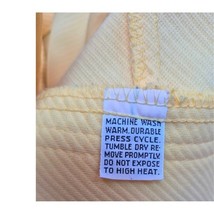 MACHINE WASH
WARM, DURABLE
PRESS CYCLE.
TUMBLE DRY RE-
MOVE PROMPTLY.
DO NOT EXPOSE
TO HIGH HEAT.